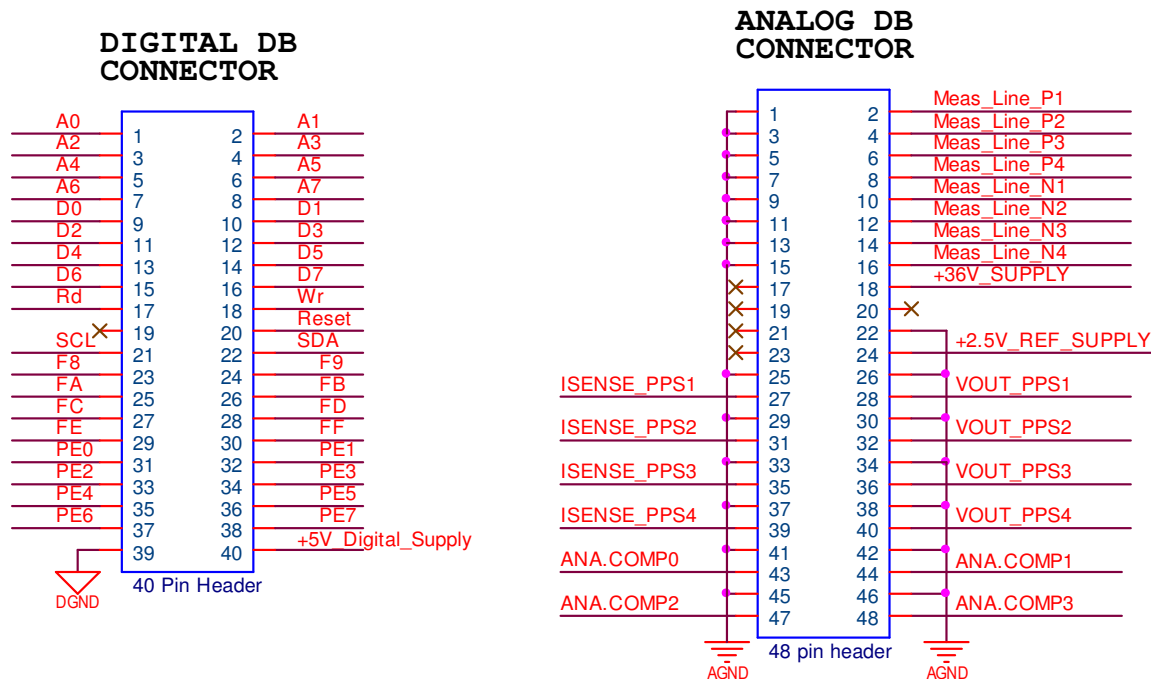 DIGITAL DB
CONNECTOR
A0 1 2 A1
A2 3 4 A3
A4 5 6 A5
A6 7 8 A7
D0 9 10 D1
D2 11 12 D3
D4 13 14 D5
D6 15 16 D7
Rd 17 18 Wr
19 20 Reset
SCL 21 22 SDA
F8 23 24 F9
FA 25 26 FB
FC 27 28 FD
FE 29 30 FF
PE0 31 32 PE1
PE2 33 34 PE3
PE4 35 36 PE5
PE6 37 38 PE7
39 40 +5V_Digital_Supply
DGND
40 Pin Header
ANALOG DB
CONNECTOR
1 2 Meas_Line_P1
3 4 Meas_Line_P2
5 6 Meas_Line_P3
7 8 Meas_Line_P4
9 10 Meas_Line_N1
11 12 Meas_Line_N2
13 14 Meas_Line_N3
15 16 Meas_Line_N4
17 18 +36V_SUPPLY
19 20
21 22
23 24 +2.5V_REF_SUPPLY
25 26
ISENSE_PPS1 27 28 VOUT_PPS1
29 30
ISENSE_PPS2 31 32 VOUT_PPS2
33 34
ISENSE_PPS3 35 36 VOUT_PPS3
37 38
ISENSE_PPS4 39 40 VOUT_PPS4
41 42
ANA.COMP0 43 44 ANA.COMP1
45 46
ANA.COMP2 47 48 ANA.COMP3
48 pin header
AGND
AGND